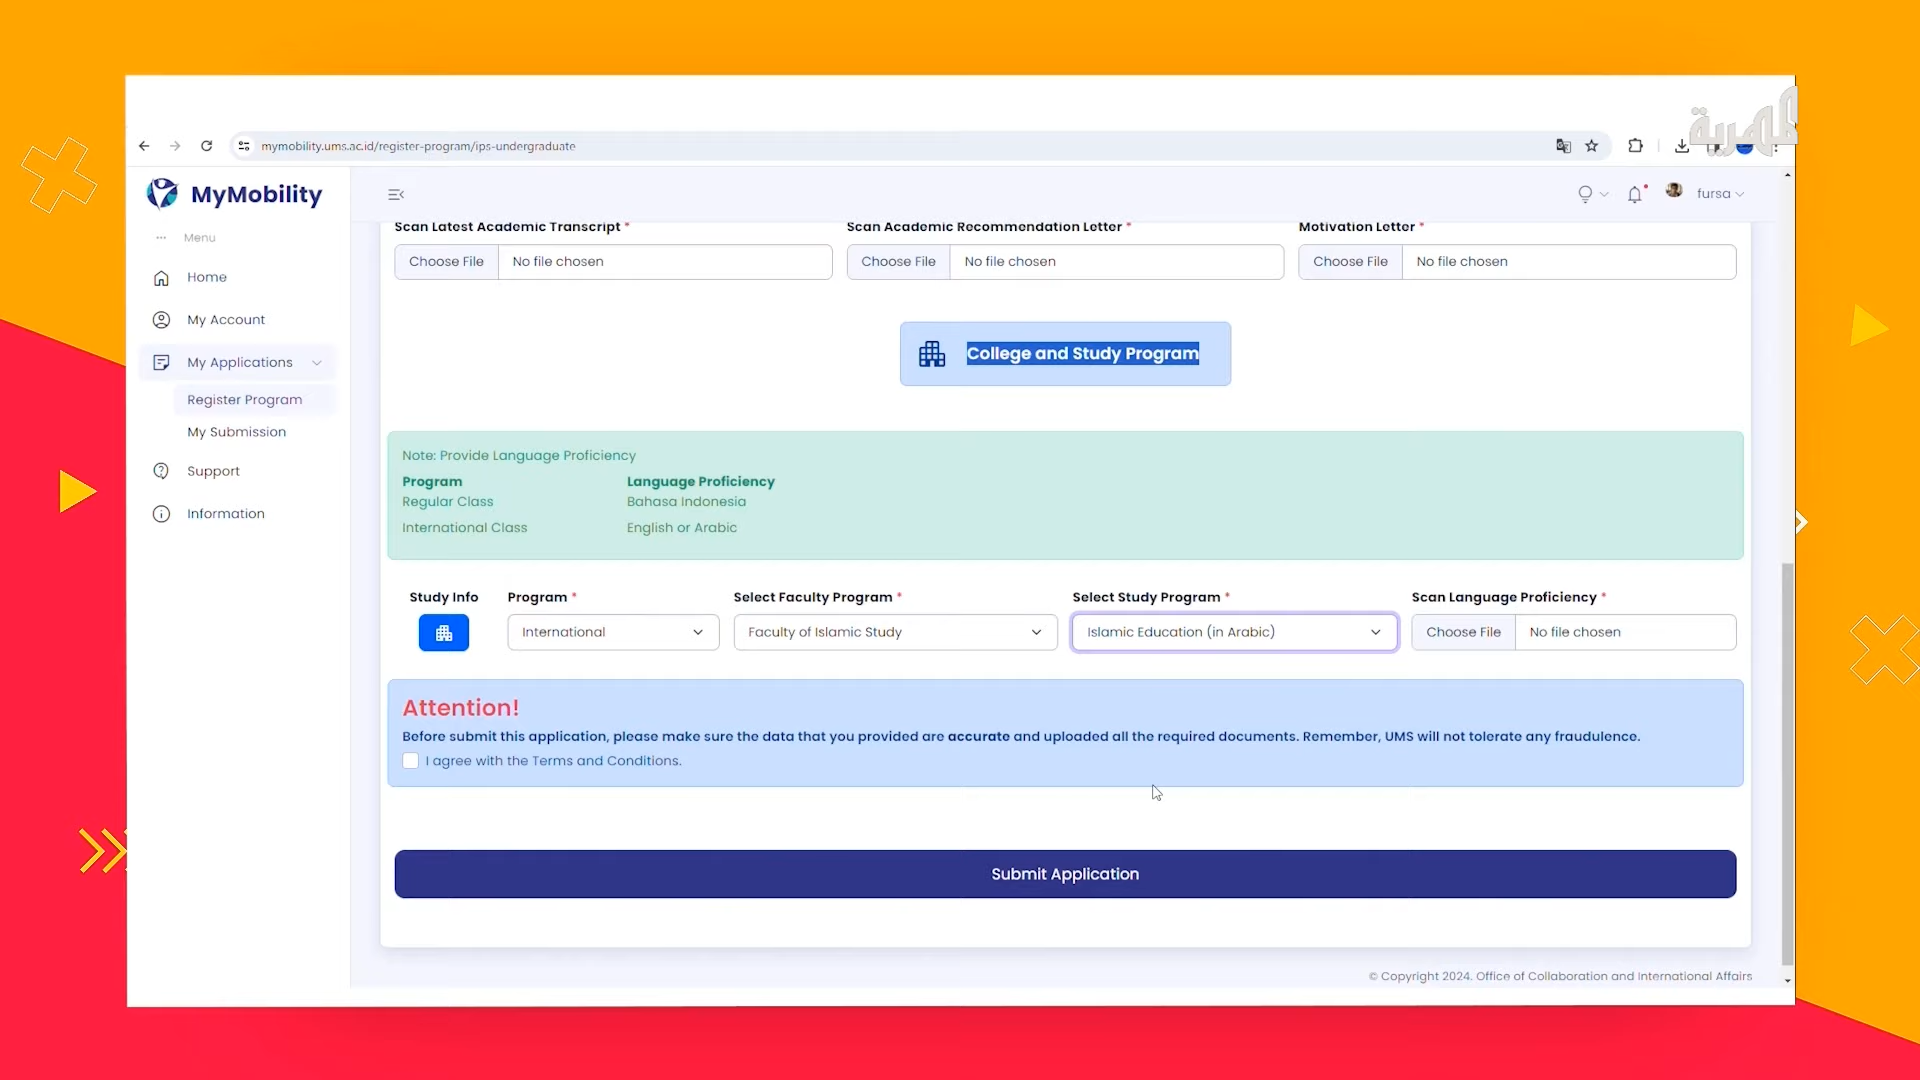 المهرية
mymobility.ums.ac.id/register-program/ips-undergraduate
MyMobility
fursa
Menu
Home
My Account
My Applications
Register Program
My Submission
Support
Information
Scan Latest Academic Transcript *
Scan Academic Recommendation Letter *
Motivation Letter *
Choose File No file chosen
Choose File No file chosen
Choose File No file chosen
College and Study Program
Note: Provide Language Proficiency
Program Language Proficiency
Regular Class Bahasa Indonesia
International Class English or Arabic
Study Info
Program *
Select Faculty Program *
Select Study Program *
Scan Language Proficiency *
International
Faculty of Islamic Study
Islamic Education (in Arabic)
Choose File No file chosen
Attention!
Before submit this application, please make sure the data that you provided are accurate and uploaded all the required documents. Remember, UMS will not tolerate any fraudulence.
I agree with the Terms and Conditions.
Submit Application
© Copyright 2024. Office of Collaboration and International Affairs